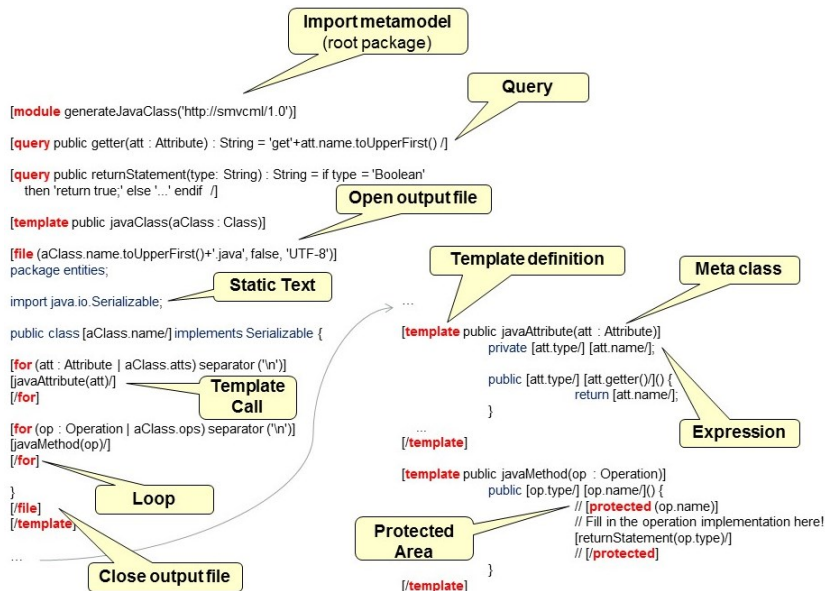 Import metamodel
(root package)
Query
[module generateJavaClass('http://smvcml/1.0')]
[query public getter(att : Attribute) : String = 'get'+att.name.toUpperFirst() /]
[query public returnStatement(type: String) : String = if type = 'Boolean'
then 'return true;' else '...' endif /]
Open output file
[template public javaClass(aClass : Class)]
[file (aClass.name.toUpperFirst()+'.java', false, 'UTF-8')]
package entities;
Static Text
import java.io.Serializable;
public class [aClass.name/] implements Serializable {
[for (att : Attribute | aClass.atts) separator ('\n')]
[javaAttribute(att)/]
[/for]
Template
Call
[for (op : Operation | aClass.ops) separator ('\n')]
[javaMethod(op)/]
[/for]
Loop
}
[/file]
[/template]
...
Close output file
Template definition
Meta class
...
[template public javaAttribute(att : Attribute)]
private [att.type/] [att.name/];
public [att.type/] [att.getter()/]() {
return [att.name/];
}
Expression
...
[/template]
[template public javaMethod(op : Operation)]
public [op.type/] [op.name/]() {
// [protected (op.name)]
// Fill in the operation implementation here!
[returnStatement(op.type)/]
// [/protected]
Protected
Area
}
[/template]